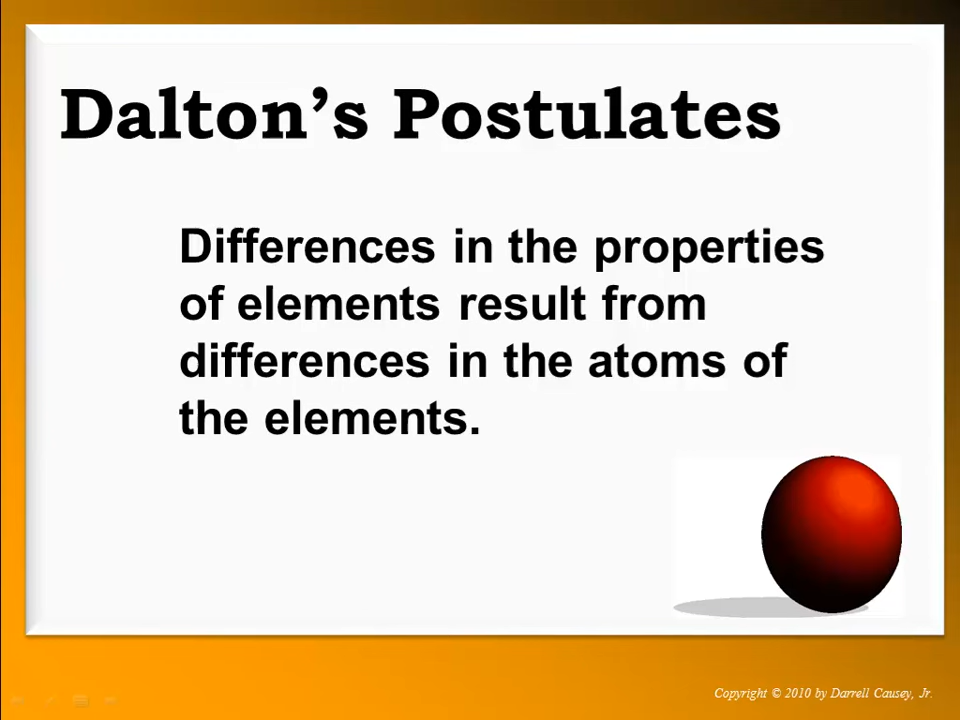 Dalton’s Postulates
Differences in the properties
of elements result from
differences in the atoms of
the elements.
Copyright © 2010 by Darrell Causey, Jr.